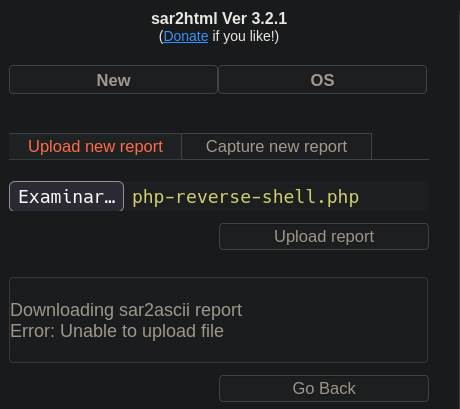 sar2html Ver 3.2.1
(Donate if you like!)
New OS
Upload new report Capture new report
Examinar… php-reverse-shell.php
Upload report
Downloading sar2ascii report
Error: Unable to upload file
Go Back